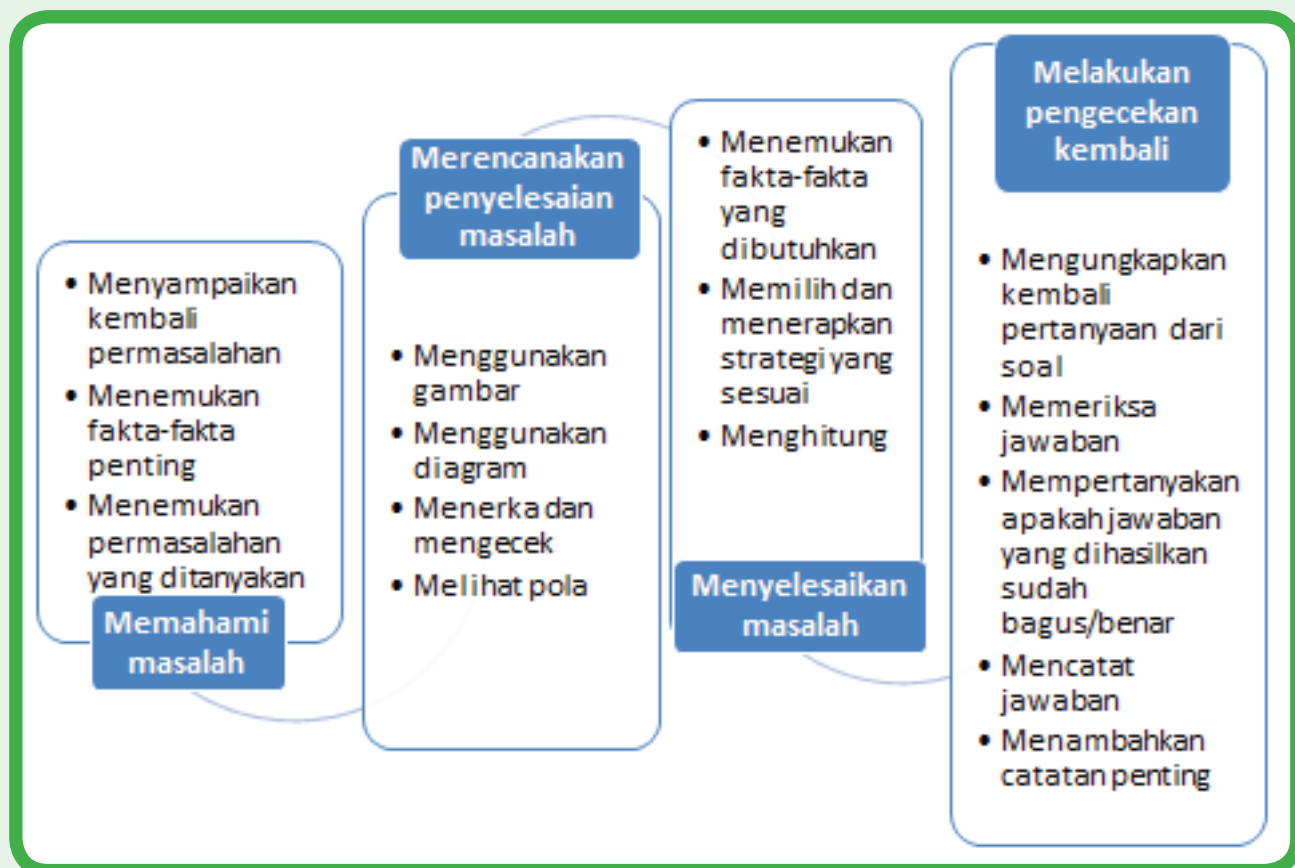 • Menyampaikan
kembali
permasalahan
• Menemukan
fakta-fakta
penting
• Menemukan
permasalahan
yang ditanyakan
Memahami
masalah
Merencanakan
penyelesaian
masalah
• Menggunakan
gambar
• Menggunakan
diagram
• Menerka dan
mengecek
• Melihat pola
• Menemukan
fakta-fakta
yang
dibutuhkan
• Memilih dan
menerapkan
strategi yang
sesuai
• Menghitung
Menyelesaikan
masalah
Melakukan
pengecekan
kembali
• Mengungkapkan
kembali
pertanyaan dari
soal
• Memeriksa
jawaban
• Mempertanyakan
apakah jawaban
yang dihasilkan
sudah
bagus/benar
• Mencatat
jawaban
• Menambahkan
catatan penting